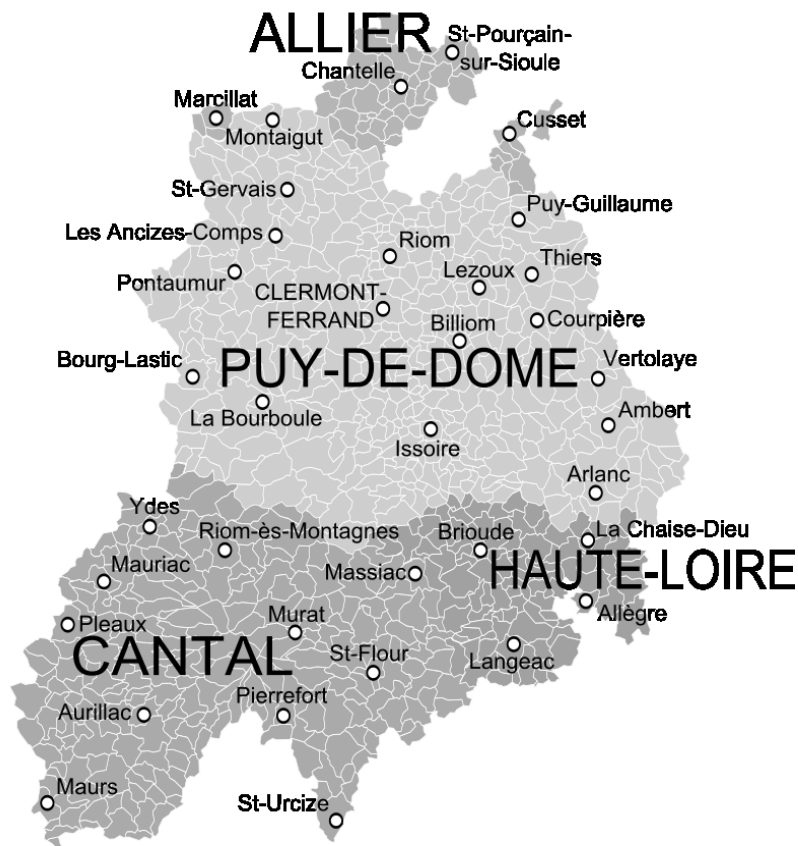 ALLIER
St-Pourçain-
sur-Sioule
Chantelle
Marcillat
Montaigut
Cusset
St-Gervais
Puy-Guillaume
Les Ancizes-Comps
Riom
Thiers
Pontaumur
Lezoux
CLERMONT-
FERRAND
Billiom
Courpière
Bourg-Lastic
PUY-DE-DOME
Vertolaye
La Bourboule
Ambert
Issoire
Arlanc
Ydes
Riom-ès-Montagnes
Brioude
La Chaise-Dieu
Mauriac
Massiac
HAUTE-LOIRE
Allègre
Pleaux
Murat
CANTAL
St-Flour
Langeac
Aurillac
Pierrefort
Maurs
St-Urcize